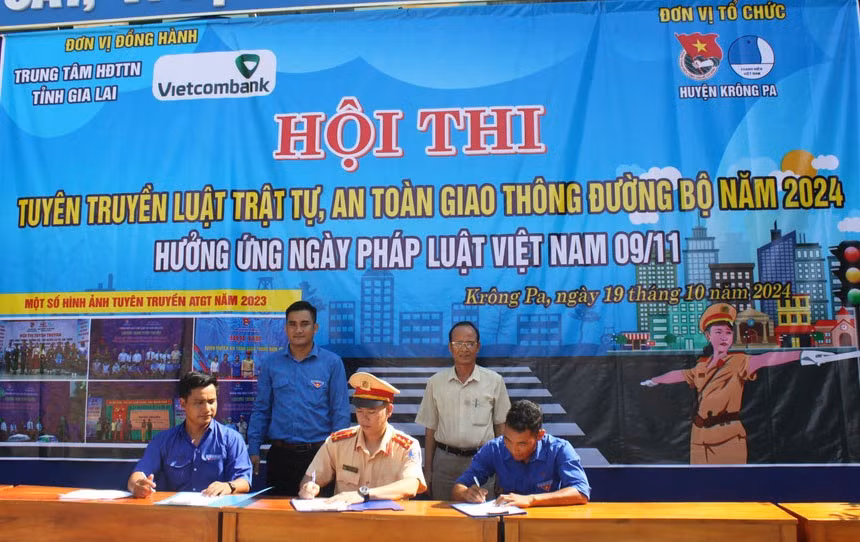 ĐƠN VỊ ĐỒNG HÀNH
TRUNG TÂM HĐTTN
TỈNH GIA LAI
Vietcombank
ĐƠN VỊ TỔ CHỨC
HUYỆN KRÔNG PA
HỘI THI
TUYÊN TRUYỀN LUẬT TRẬT TỰ, AN TOÀN GIAO THÔNG ĐƯỜNG BỘ NĂM 2024
HƯỞNG ỨNG NGÀY PHÁP LUẬT VIỆT NAM 09/11
Krông Pa, ngày 19 tháng 10 năm 2024
MỘT SỐ HÌNH ẢNH TUYÊN TRUYỀN ATGT NĂM 2023